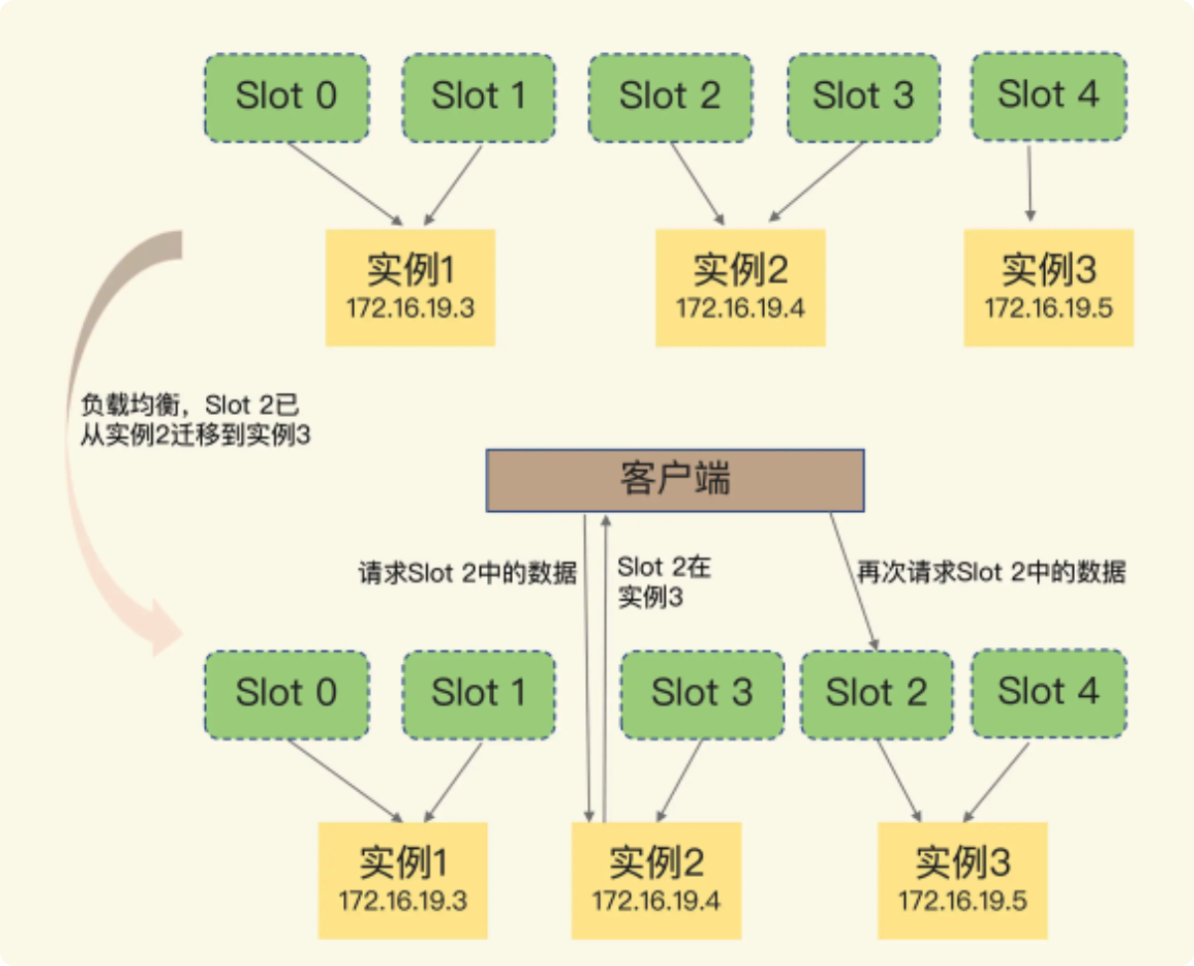 Slot 0
Slot 1
Slot 2
Slot 3
Slot 4
实例1
172.16.19.3
实例2
172.16.19.4
实例3
172.16.19.5
负载均衡，Slot 2已
从实例2迁移到实例3
客户端
请求Slot 2中的数据
Slot 2在
实例3
再次请求Slot 2中的数据
Slot 0
Slot 1
Slot 3
Slot 2
Slot 4
实例1
172.16.19.3
实例2
172.16.19.4
实例3
172.16.19.5